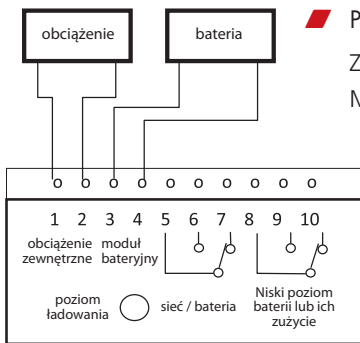 obciążenie
bateria
P
Z
N
1 2 3 4 5 6 7 8 9 10
obciążenie zewnętrzne
moduł bateryjny
poziom ładowania
sieć / bateria
Niski poziom
baterii lub ich
zużycie